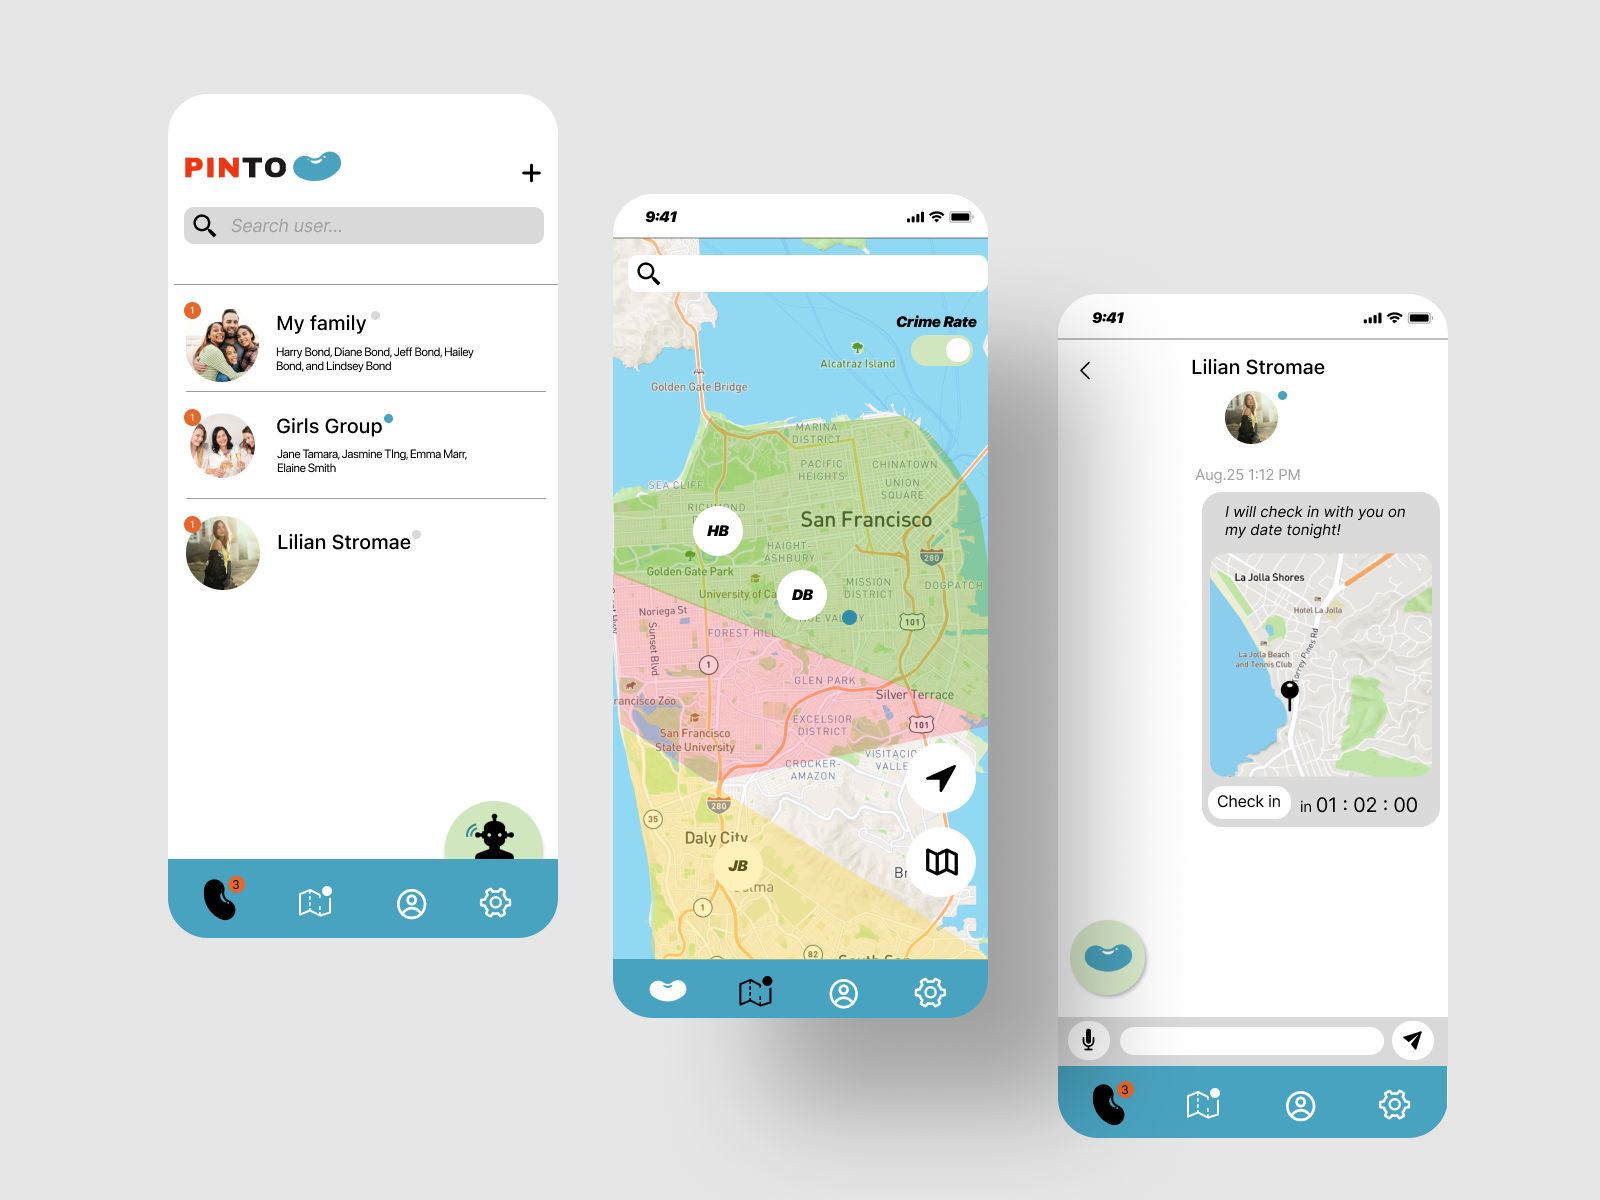 PINTO
Search user...
1
My family
Harry Bond, Diane Bond, Jeff Bond, Hailey
Bond, and Lindsey Bond
1
Girls Group
Jane Tamara, Jasmine TIng, Emma Marr,
Elaine Smith
1
Lilian Stromae
3
9:41
Crime Rate
Alcatraz Island
Golden Gate Bridge
MARINA
DISTRICT
PACIFIC
HEIGHTS
CHINATOWN
UNION
SQUARE
SEA CLIFF
HB
San Francisco
HAIGHT-
ASHBURY
280
Golden Gate Park
MISSION
DISTRICT
DOGPATCH
University of Ca
DB
Noriega St
VALLEY
101
FOREST HILL
Sunset Blvd
1
GLEN PARK
Silver Terrace
rancisco Zoo
EXCELSIOR
DISTRICT
101
San Francisco
State University
CROCKER-
AMAZON
VISITACIO
VALLE
280
35
Daly City
JB
Br
1
82
9:41
Lilian Stromae
Aug.25 1:12 PM
I will check in with you on
my date tonight!
La Jolla Shores
Hotel La Jolla
La Jolla Beach
and Tennis Club
Torrey Pines Rd
Check in
in 01 : 02 : 00
3